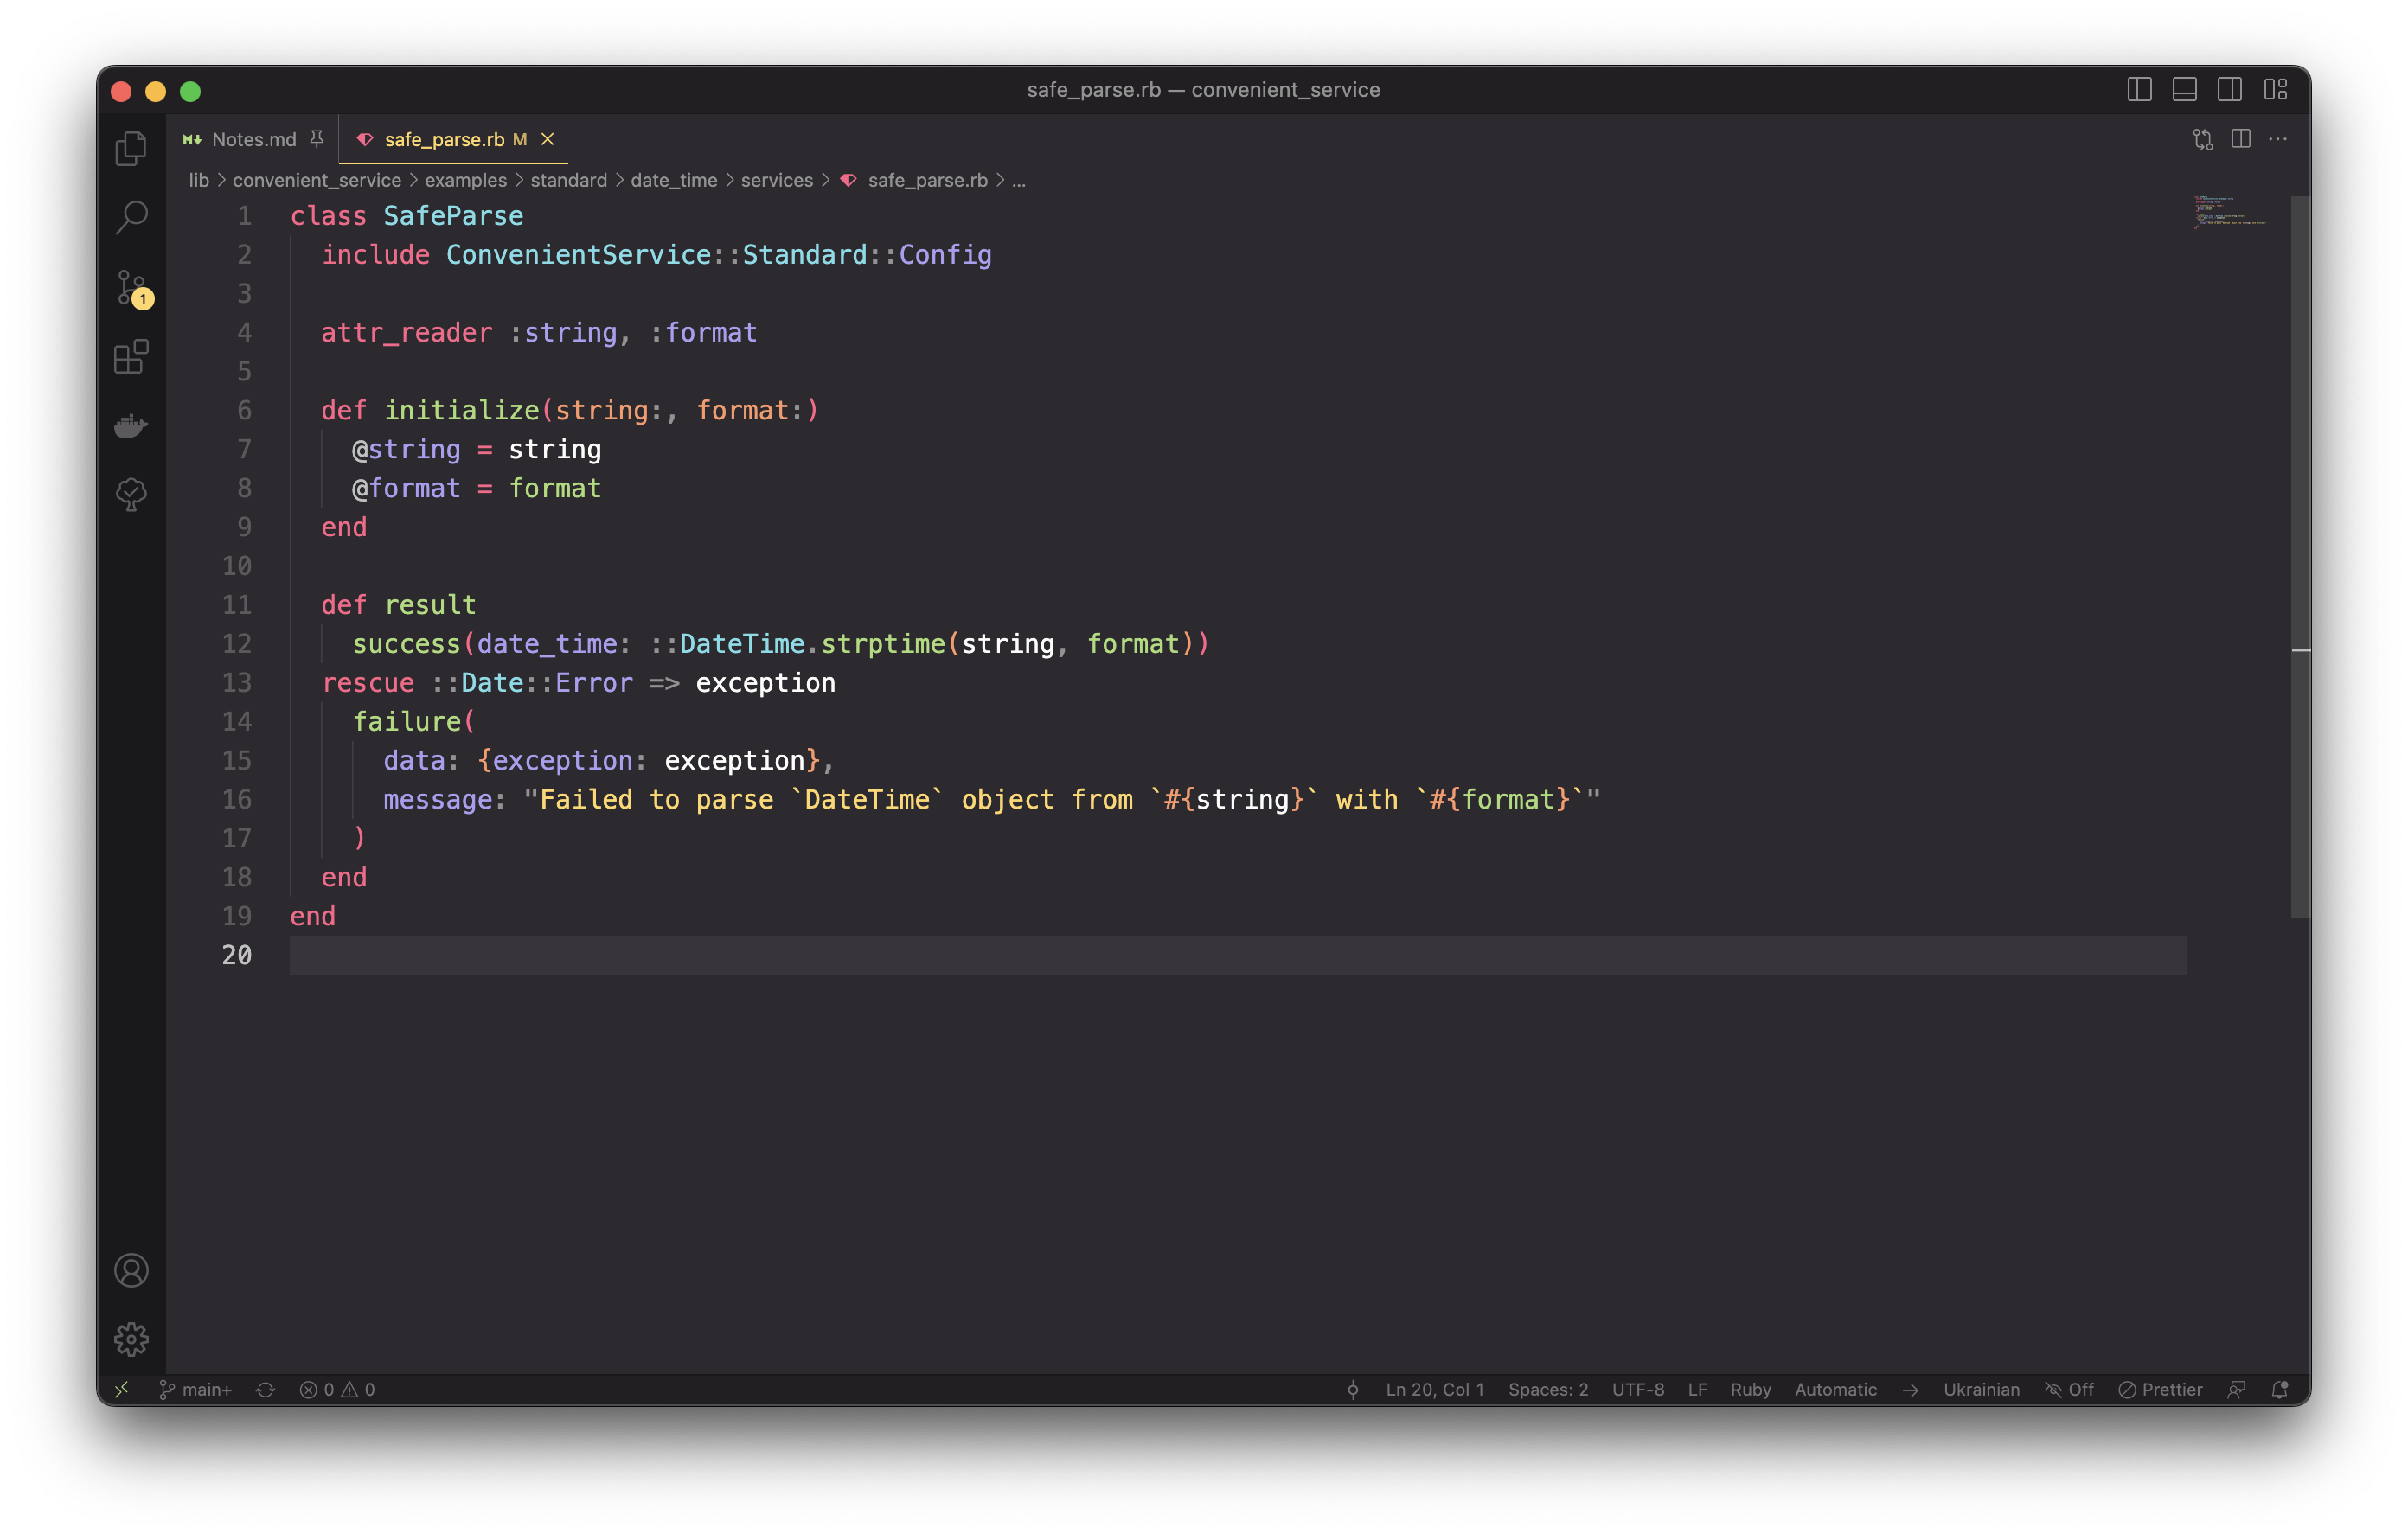 safe_parse.rb — convenient_service
Notes.md
safe_parse.rb M
lib > convenient_service > examples > standard > date_time > services > safe_parse.rb > ...
1
1 class SafeParse
2   include ConvenientService::Standard::Config
3
4   attr_reader :string, :format
5
6   def initialize(string:, format:)
7     @string = string
8     @format = format
9   end
10
11   def result
12     success(date_time: ::DateTime.strptime(string, format))
13   rescue ::Date::Error => exception
14     failure(
15       data: {exception: exception},
16       message: "Failed to parse `DateTime` object from `#{string}` with `#{format}`"
17     )
18   end
19 end
20
main+ 0 0 Ln 20, Col 1 Spaces: 2 UTF-8 LF Ruby Automatic Ukrainian Off Prettier